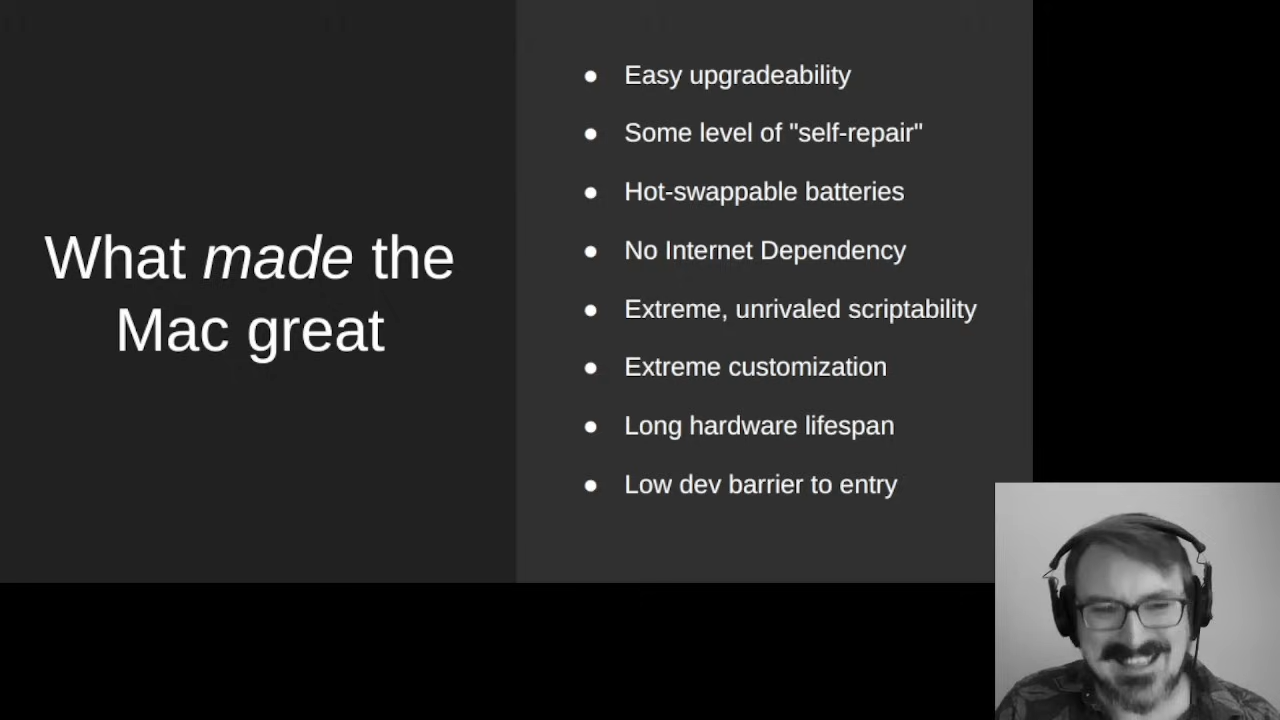 What made the
Mac great
● Easy upgradeability
● Some level of "self-repair"
● Hot-swappable batteries
● No Internet Dependency
● Extreme, unrivaled scriptability
● Extreme customization
● Long hardware lifespan
● Low dev barrier to entry